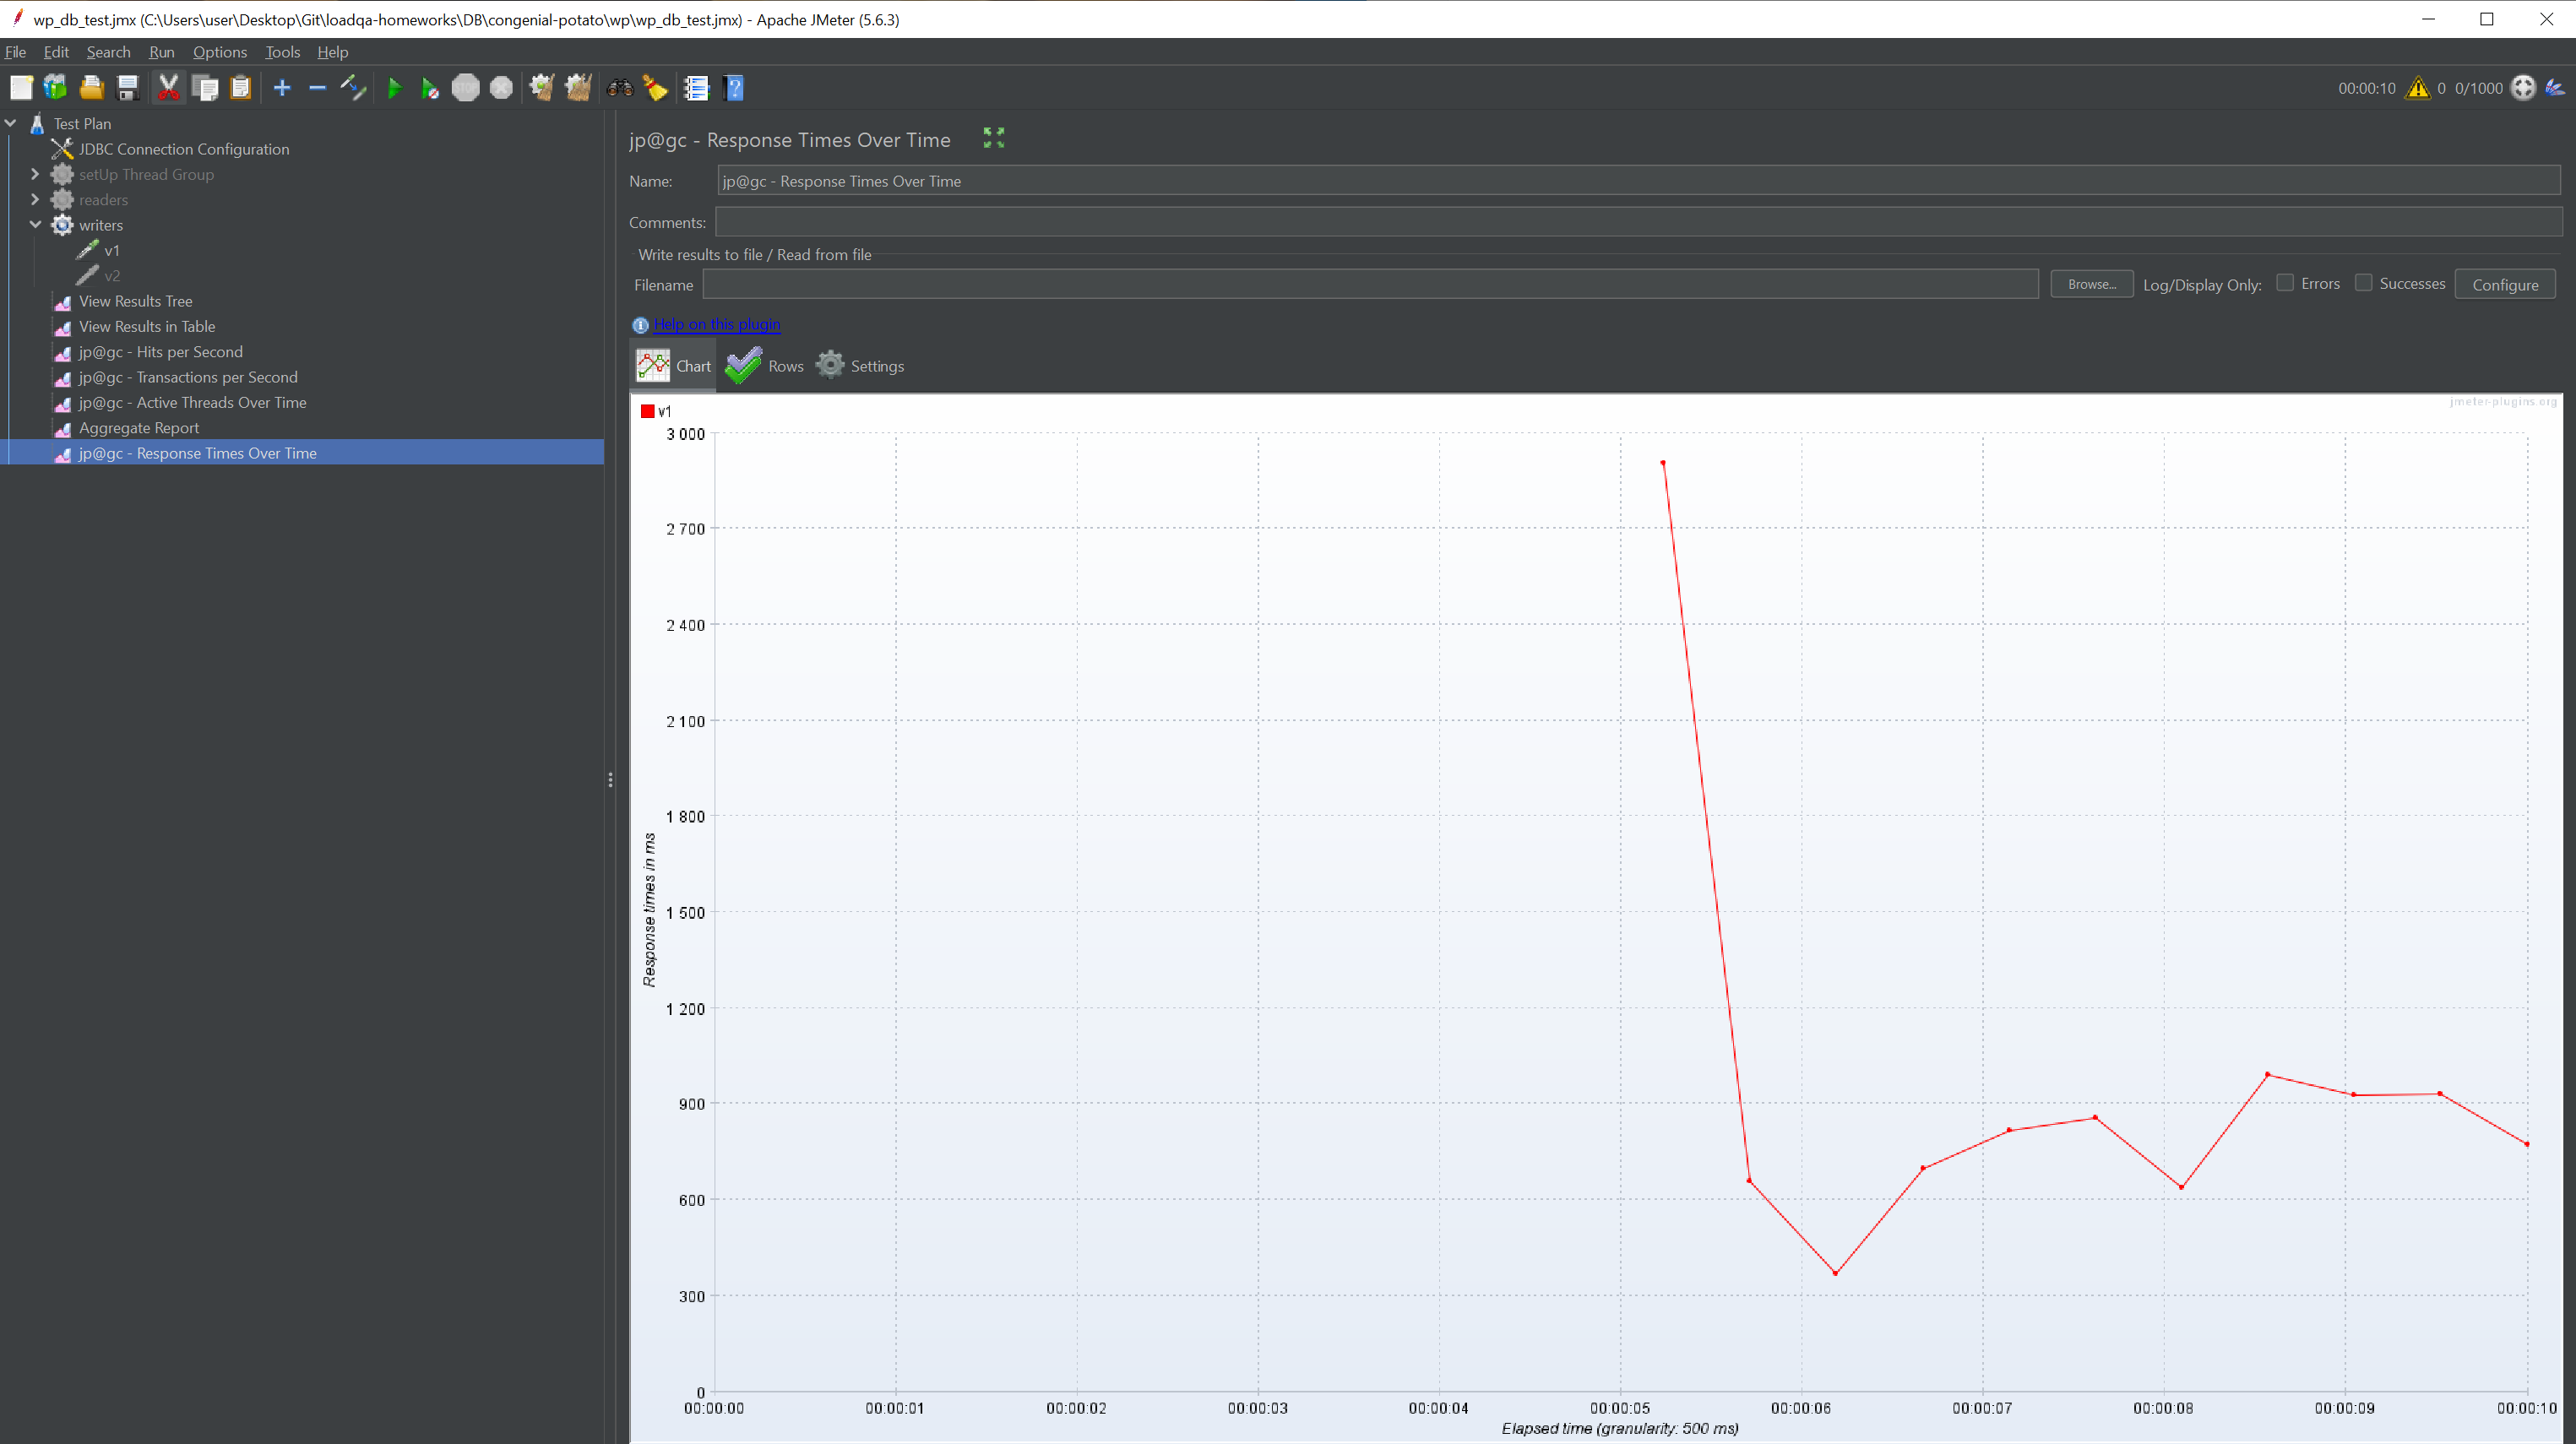 wp_db_test.jmx (C:\Users\user\Desktop\Git\loadqa-homeworks\DB\congenial-potato\wp\wp_db_test.jmx) - Apache JMeter (5.6.3)
File Edit Search Run Options Tools Help
STOP
?
00:00:10 0 0/1000
Test Plan
JDBC Connection Configuration
setUp Thread Group
readers
writers
v1
v2
View Results Tree
View Results in Table
jp@gc - Hits per Second
jp@gc - Transactions per Second
jp@gc - Active Threads Over Time
Aggregate Report
jp@gc - Response Times Over Time
jp@gc - Response Times Over Time
Name: jp@gc - Response Times Over Time
Comments:
Write results to file / Read from file
Filename Browse... Log/Display Only: Errors Successes Configure
Help on this plugin
Chart Rows Settings
v1
jmeter-plugins.org
3 000
2 700
2 400
2 100
1 800
1 500
1 200
900
600
300
0
Response times in ms
00:00:00 00:00:01 00:00:02 00:00:03 00:00:04 00:00:05 00:00:06 00:00:07 00:00:08 00:00:09 00:00:10
Elapsed time (granularity: 500 ms)